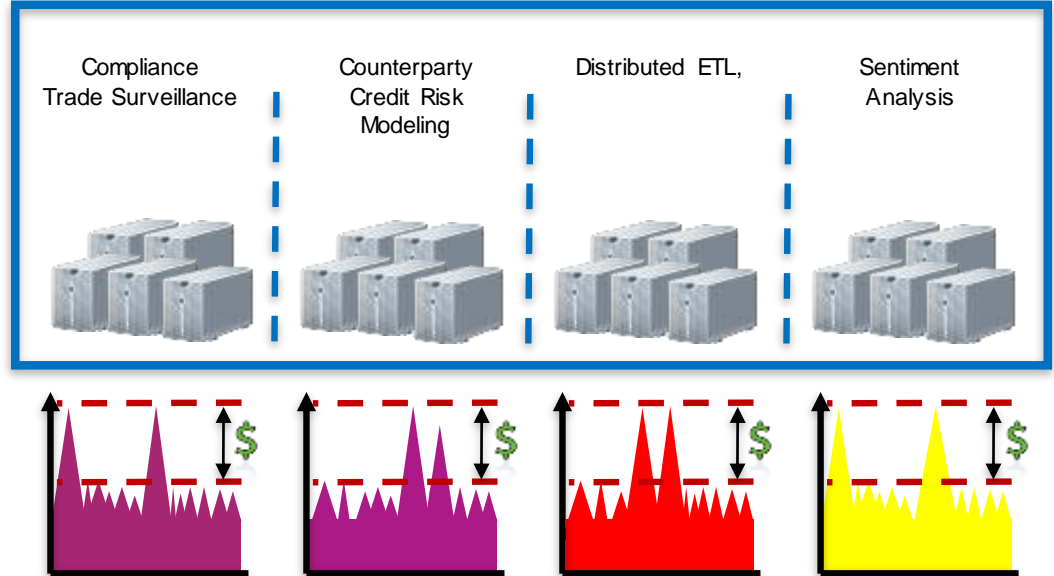 Compliance
Trade Surveillance
Counterparty
Credit Risk
Modeling
Distributed ETL,
Sentiment
Analysis
$
$
$
$